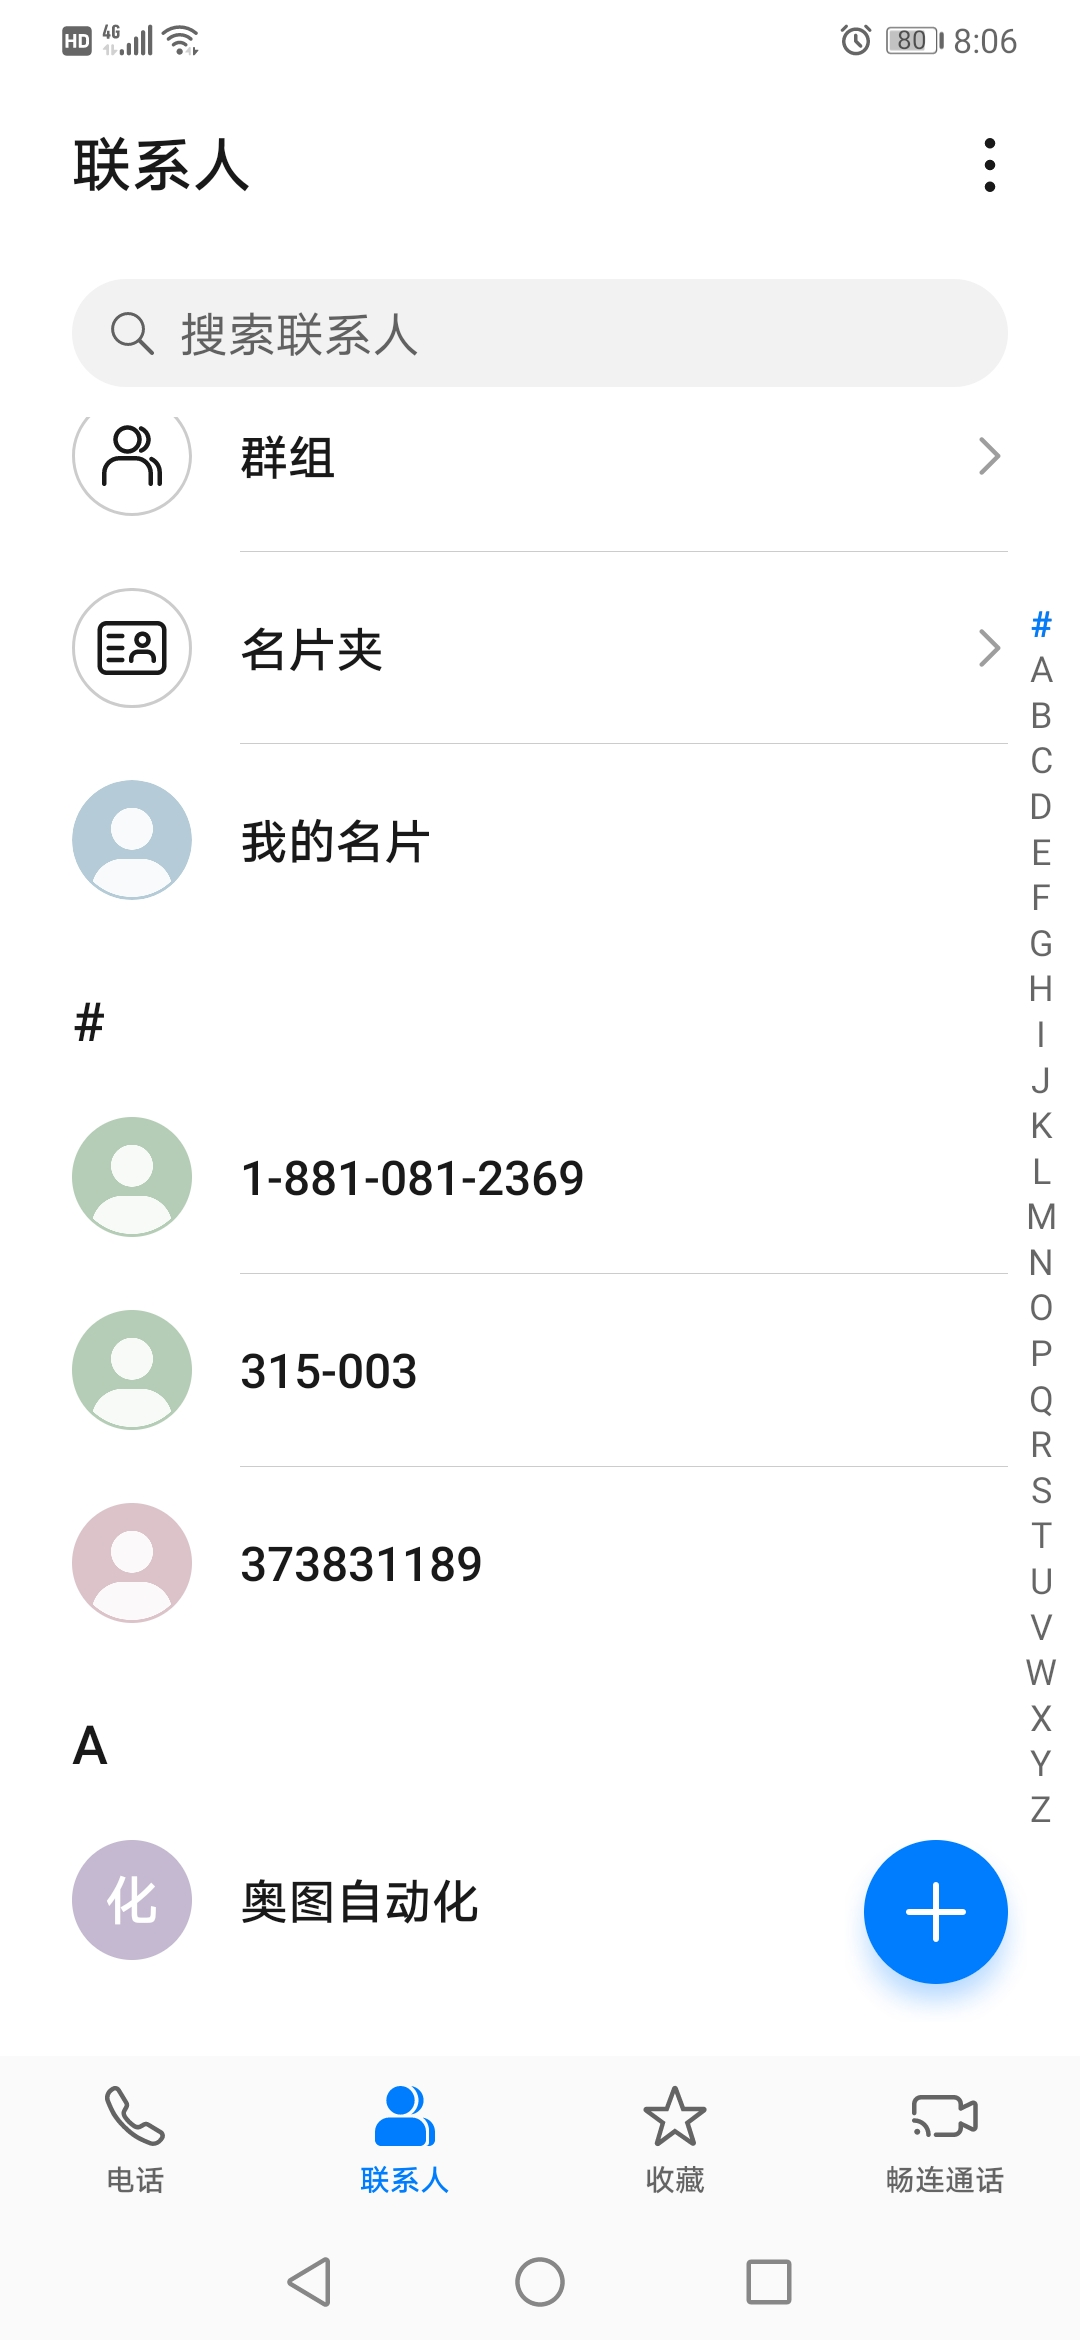 HD 4G 80 8:06
联系人
搜索联系人
群组
名片夹
我的名片
#
1-881-081-2369
315-003
373831189
A
化 奥图自动化
#
A
B
C
D
E
F
G
H
I
J
K
L
M
N
O
P
Q
R
S
T
U
V
W
X
Y
Z
电话 联系人 收藏 畅连通话